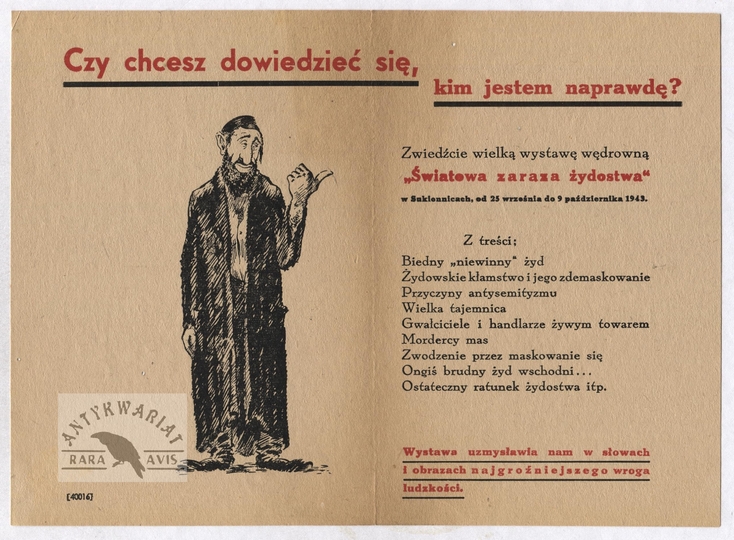 Czy chcesz dowiedzieć się,
kim jestem naprawdę?
Zwiedźcie wielką wystawę wędrowną
„Światowa zaraza żydostwa“
w Sukiennicach, od 25 września do 9 października 1943.
Z treści;
Biedny „niewinny“ żyd
Żydowskie kłamstwo i jego zdemaskowanie
Przyczyny antysemityzmu
Wielka tajemnica
Gwałciciele i handlarze żywym towarem
Mordercy mas
Zwodzenie przez maskowanie się
Ongiś brudny żyd wschodni...
Ostateczny ratunek żydostwa itp.
Wystawa uzmysławia nam w słowach
i obrazach najgroźniejszego wroga
ludzkości.
ANTYKWARIAT
RARA AVIS
[40016]